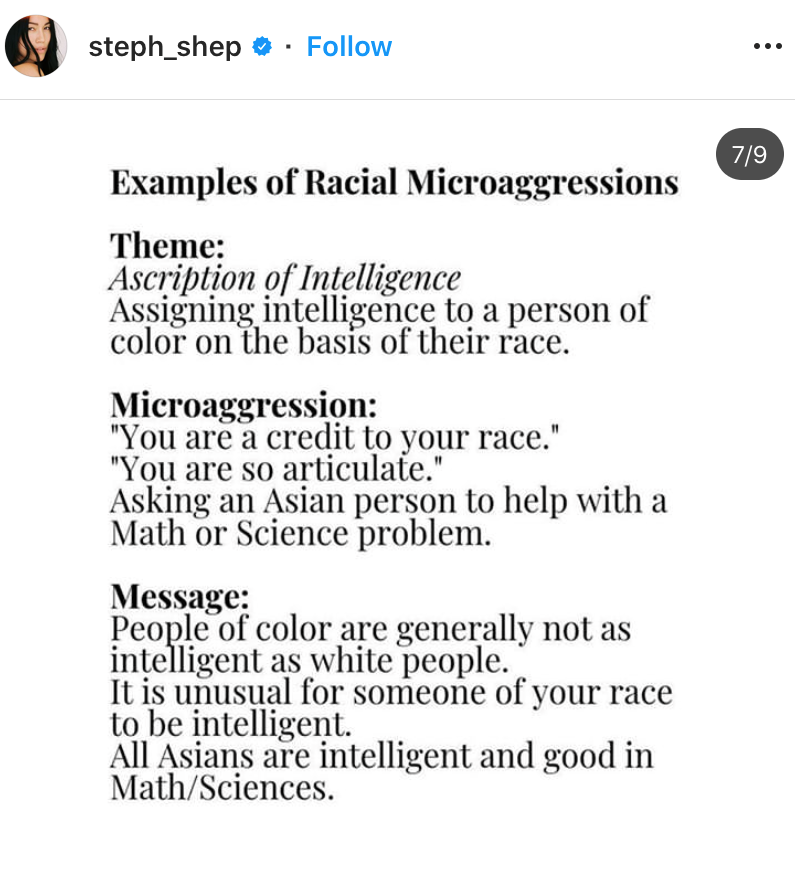 steph_shep · Follow
7/9
Examples of Racial Microaggressions
Theme:
Ascription of Intelligence
Assigning intelligence to a person of
color on the basis of their race.
Microaggression:
"You are a credit to your race."
"You are so articulate."
Asking an Asian person to help with a
Math or Science problem.
Message:
People of color are generally not as
intelligent as white people.
It is unusual for someone of your race
to be intelligent.
All Asians are intelligent and good in
Math/Sciences.